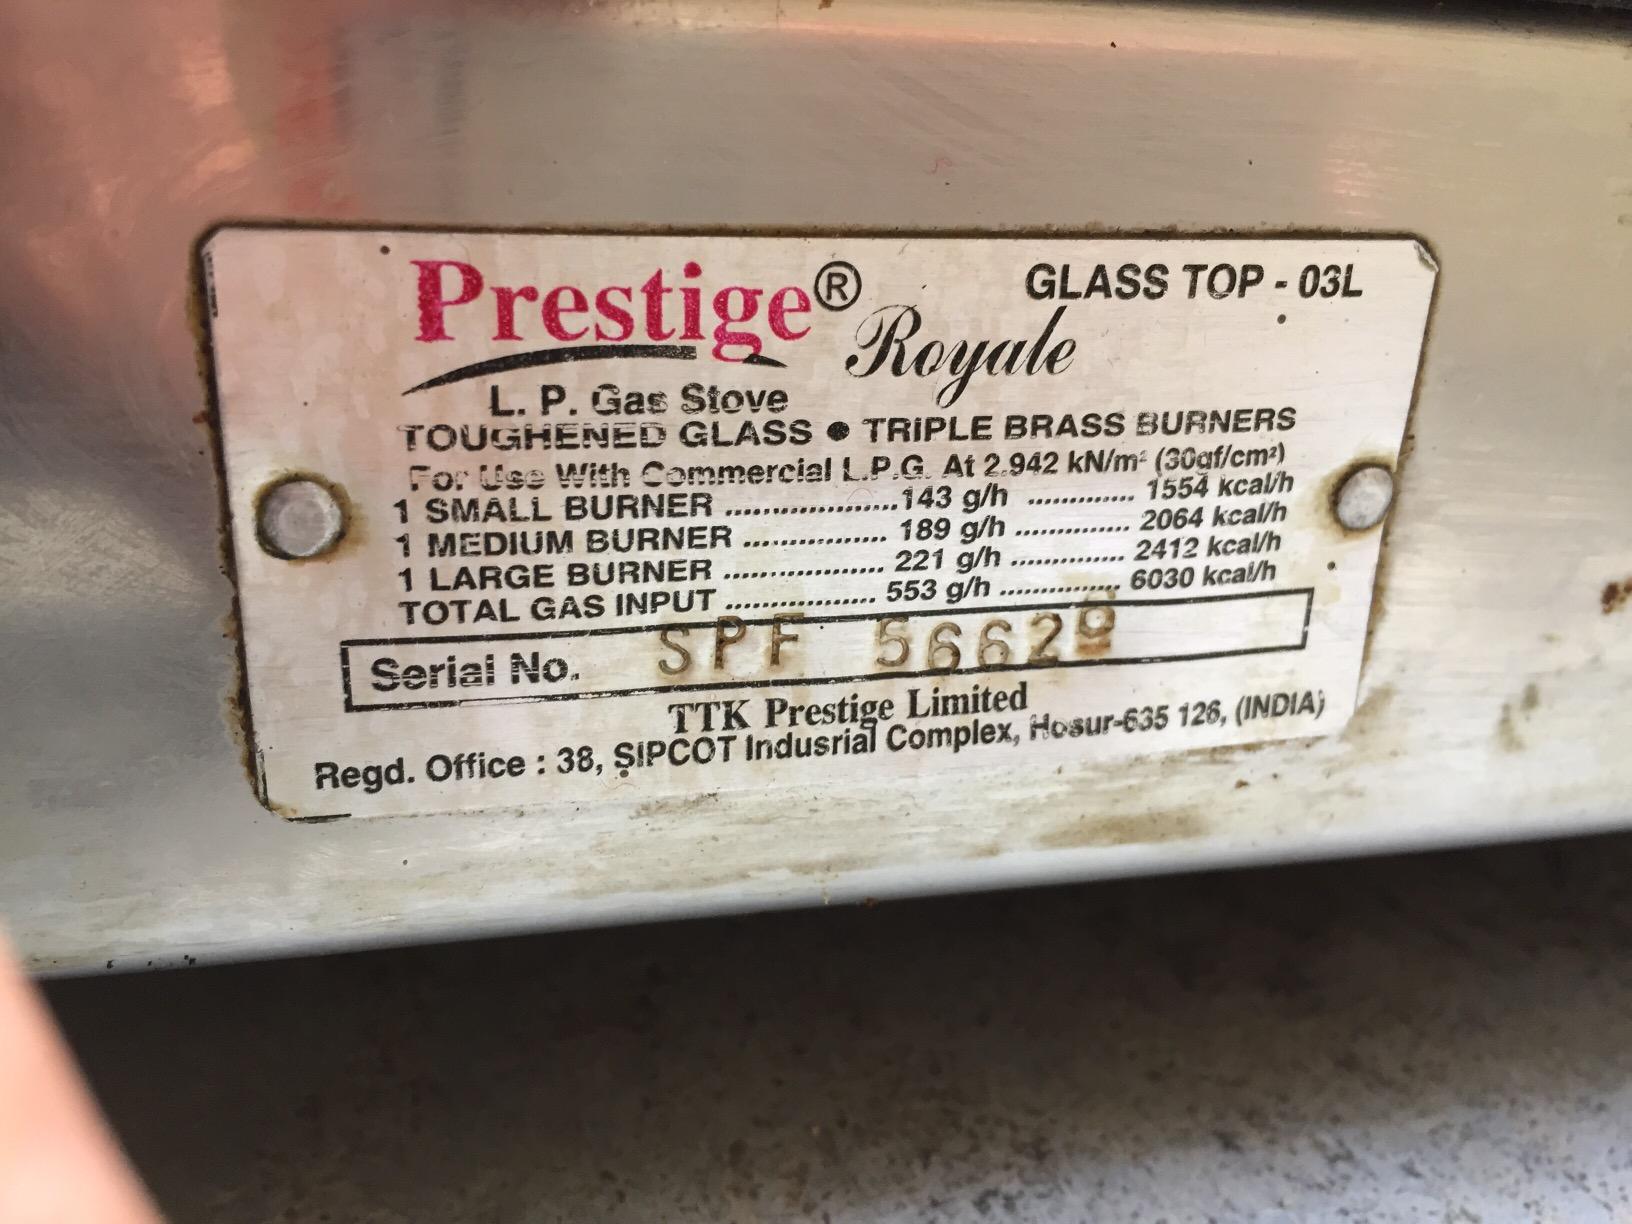 Prestige® GLASS TOP - 03L
Royale
L. P. Gas Stove
TOUGHENED GLASS ● TRIPLE BRASS BURNERS
For Use With Commercial L.P.G. At 2.942 kN/m² (30gf/cm²)
1 SMALL BURNER ....................143 g/h ............. 1554 kcal/h
1 MEDIUM BURNER ................ 189 g/h .............. 2064 kcal/h
1 LARGE BURNER .................. 221 g/h .............. 2412 kcal/h
TOTAL GAS INPUT ................. 553 g/h .............. 6030 kcal/h
Serial No. SPF
TTK Prestige Limited
Regd. Office : 38, SIPCOT Indusrial Complex, Hosur-635 126, (INDIA)